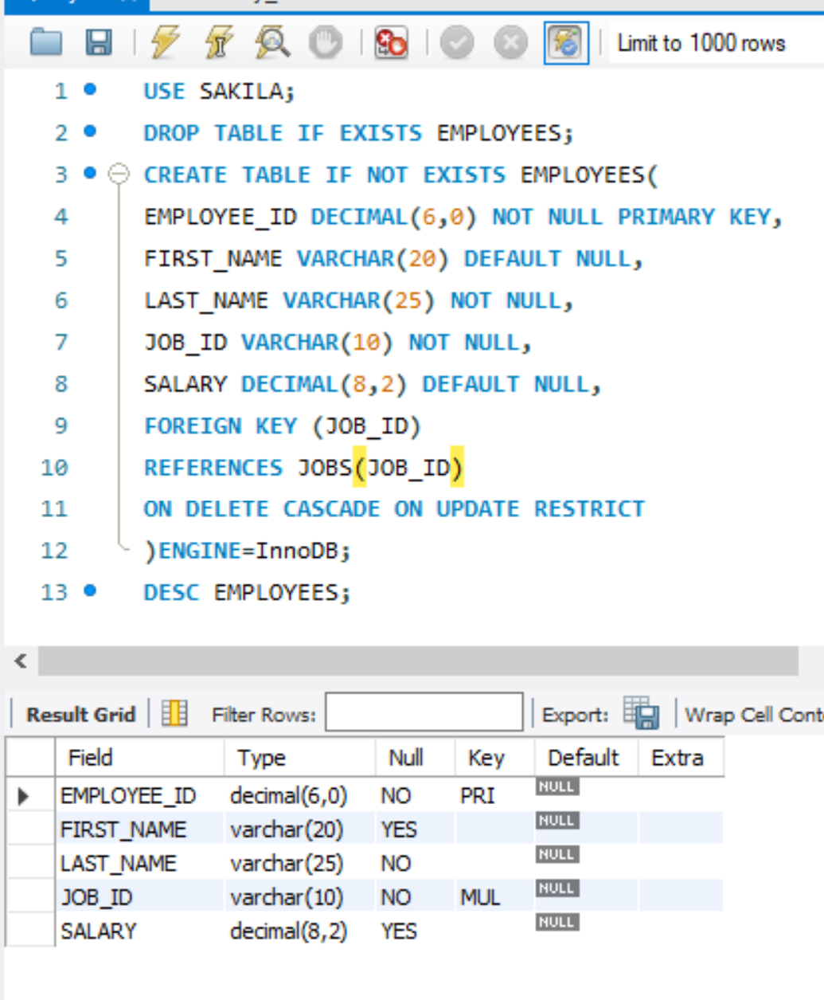 Limit to 1000 rows
1 USE SAKILA;
2 DROP TABLE IF EXISTS EMPLOYEES;
3 CREATE TABLE IF NOT EXISTS EMPLOYEES(
4 EMPLOYEE_ID DECIMAL(6,0) NOT NULL PRIMARY KEY,
5 FIRST_NAME VARCHAR(20) DEFAULT NULL,
6 LAST_NAME VARCHAR(25) NOT NULL,
7 JOB_ID VARCHAR(10) NOT NULL,
8 SALARY DECIMAL(8,2) DEFAULT NULL,
9 FOREIGN KEY (JOB_ID)
10 REFERENCES JOBS(JOB_ID)
11 ON DELETE CASCADE ON UPDATE RESTRICT
12 )ENGINE=InnoDB;
13 DESC EMPLOYEES;
Result Grid Filter Rows: Export: Wrap Cell Cont
Field Type Null Key Default Extra
EMPLOYEE_ID decimal(6,0) NO PRI NULL
FIRST_NAME varchar(20) YES NULL
LAST_NAME varchar(25) NO NULL
JOB_ID varchar(10) NO MUL NULL
SALARY decimal(8,2) YES NULL